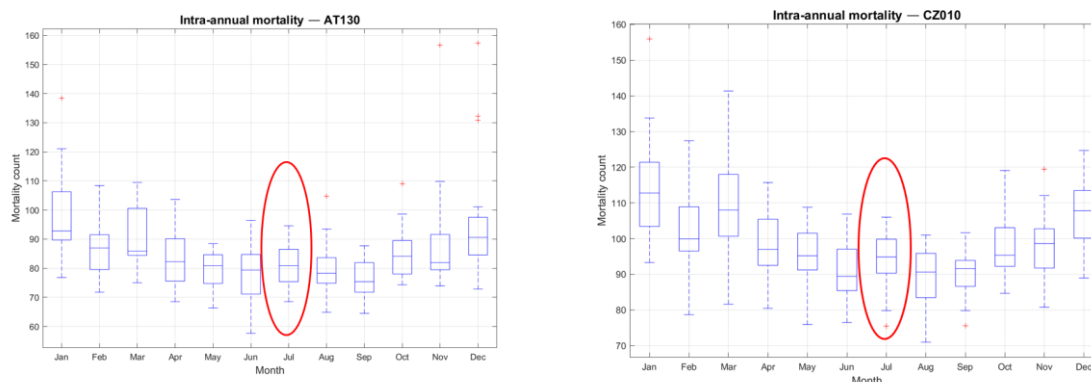 Intra-annual mortality — AT130
160
150
140
130
120
110
100
90
80
70
60
Mortality count
Jan Feb Mar Apr May Jun Jul Aug Sep Oct Nov Dec
Month
Intra-annual mortality — CZ010
160
150
140
130
120
110
100
90
80
70
Mortality count
Jan Feb Mar Apr May Jun Jul Aug Sep Oct Nov Dec
Month